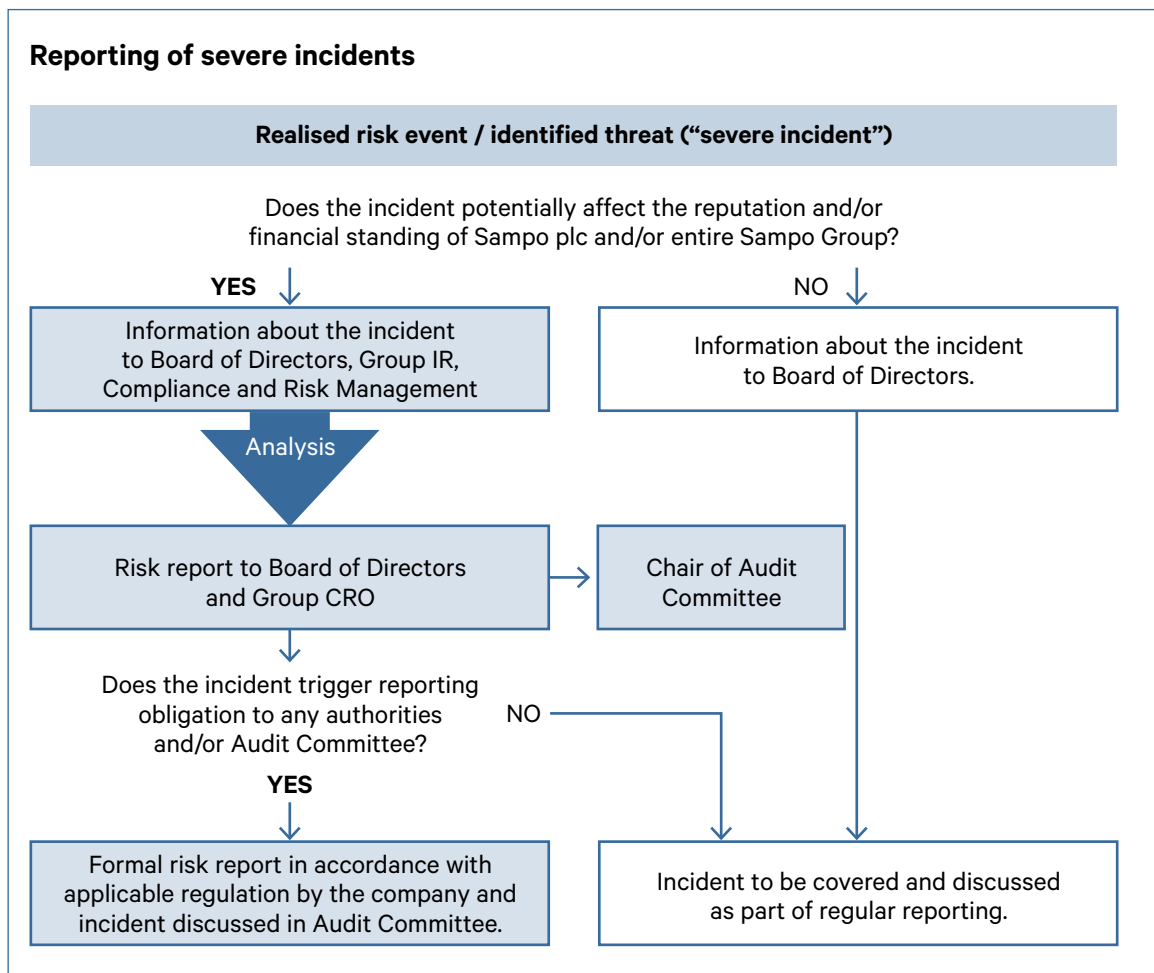 Reporting of severe incidents
Realised risk event / identified threat (“severe incident”)
Does the incident potentially affect the reputation and/or
financial standing of Sampo plc and/or entire Sampo Group?
YES
NO
Information about the incident
to Board of Directors, Group IR,
Compliance and Risk Management
Information about the incident
to Board of Directors.
Analysis
Risk report to Board of Directors
and Group CRO
Chair of Audit
Committee
Does the incident trigger reporting
obligation to any authorities
and/or Audit Committee?
NO
YES
Formal risk report in accordance with
applicable regulation by the company and
incident discussed in Audit Committee.
Incident to be covered and discussed
as part of regular reporting.